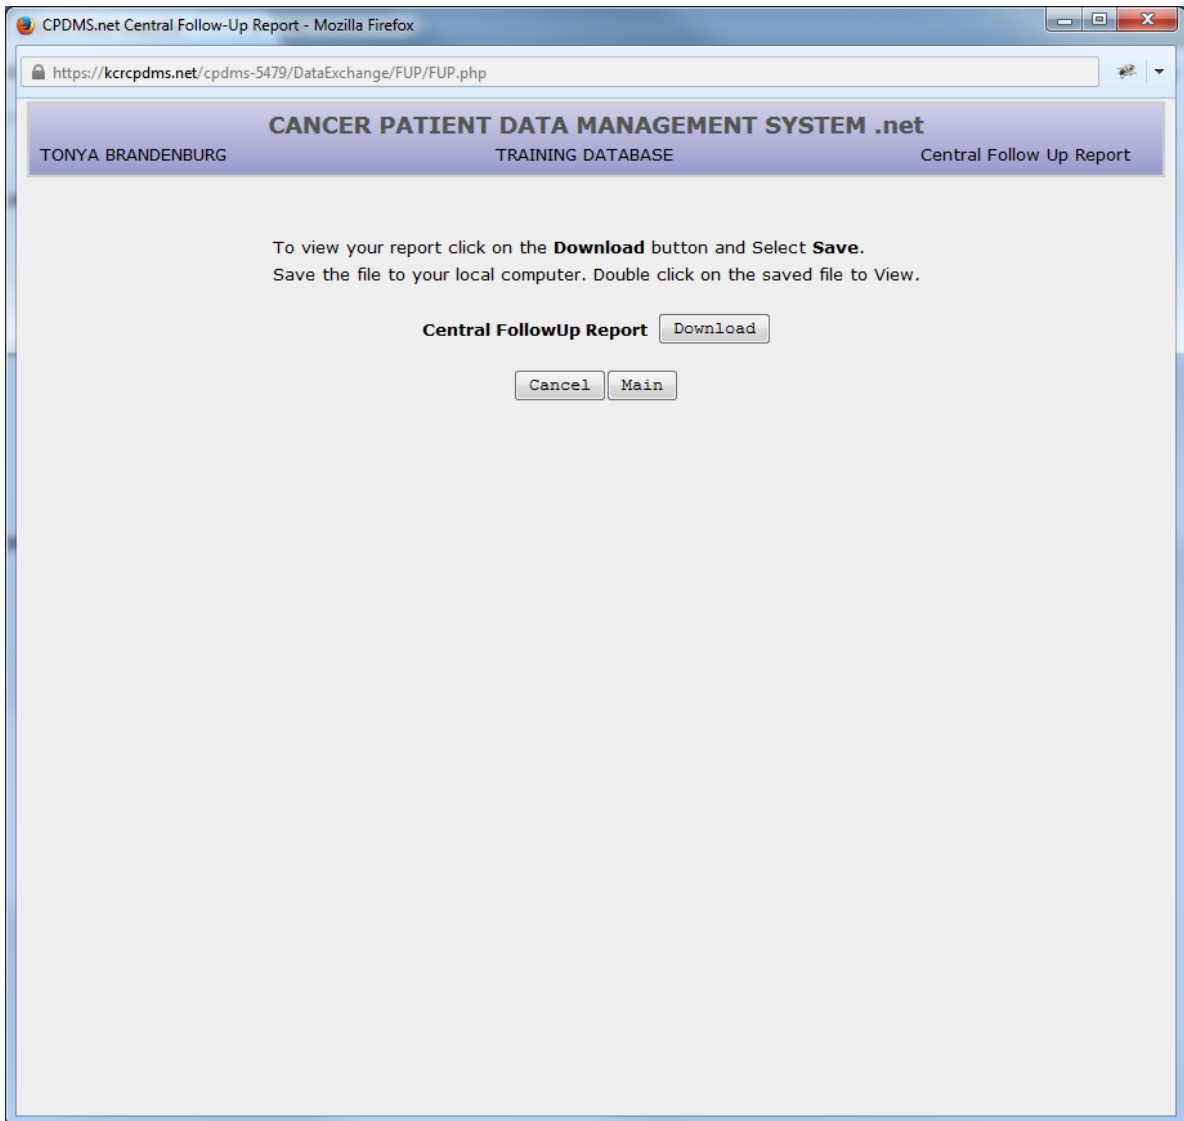 CPDMS.net Central Follow-Up Report - Mozilla Firefox
https://kcrcpdms.net/cpdms-5479/DataExchange/FUP/FUP.php
CANCER PATIENT DATA MANAGEMENT SYSTEM .net
TONYA BRANDENBURG TRAINING DATABASE Central Follow Up Report
To view your report click on the Download button and Select Save.
Save the file to your local computer. Double click on the saved file to View.
Central FollowUp Report Download
Cancel Main